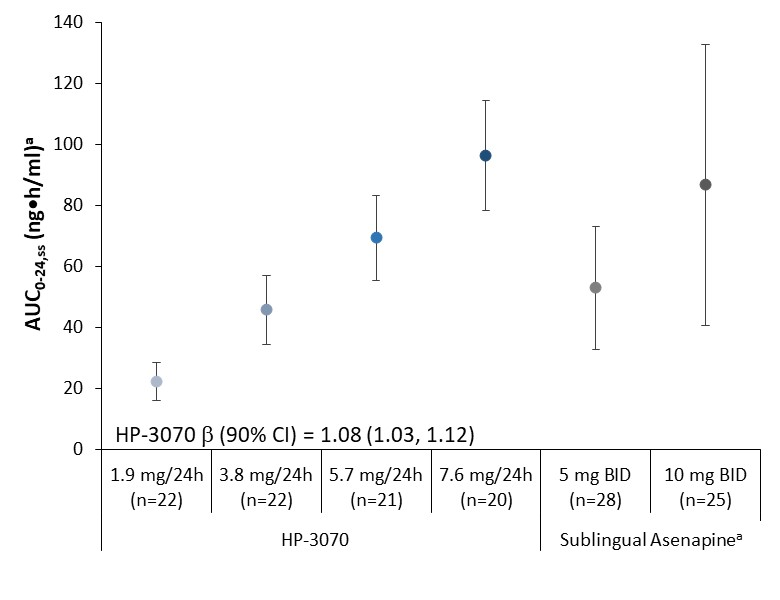 140
120
100
80
60
40
20
0
AUC0-24,ss (ng•h/ml)ª
HP-3070 β (90% CI) = 1.08 (1.03, 1.12)
1.9 mg/24h 3.8 mg/24h 5.7 mg/24h 7.6 mg/24h 5 mg BID 10 mg BID
(n=22) (n=22) (n=21) (n=20) (n=28) (n=25)
HP-3070 Sublingual Asenapineª